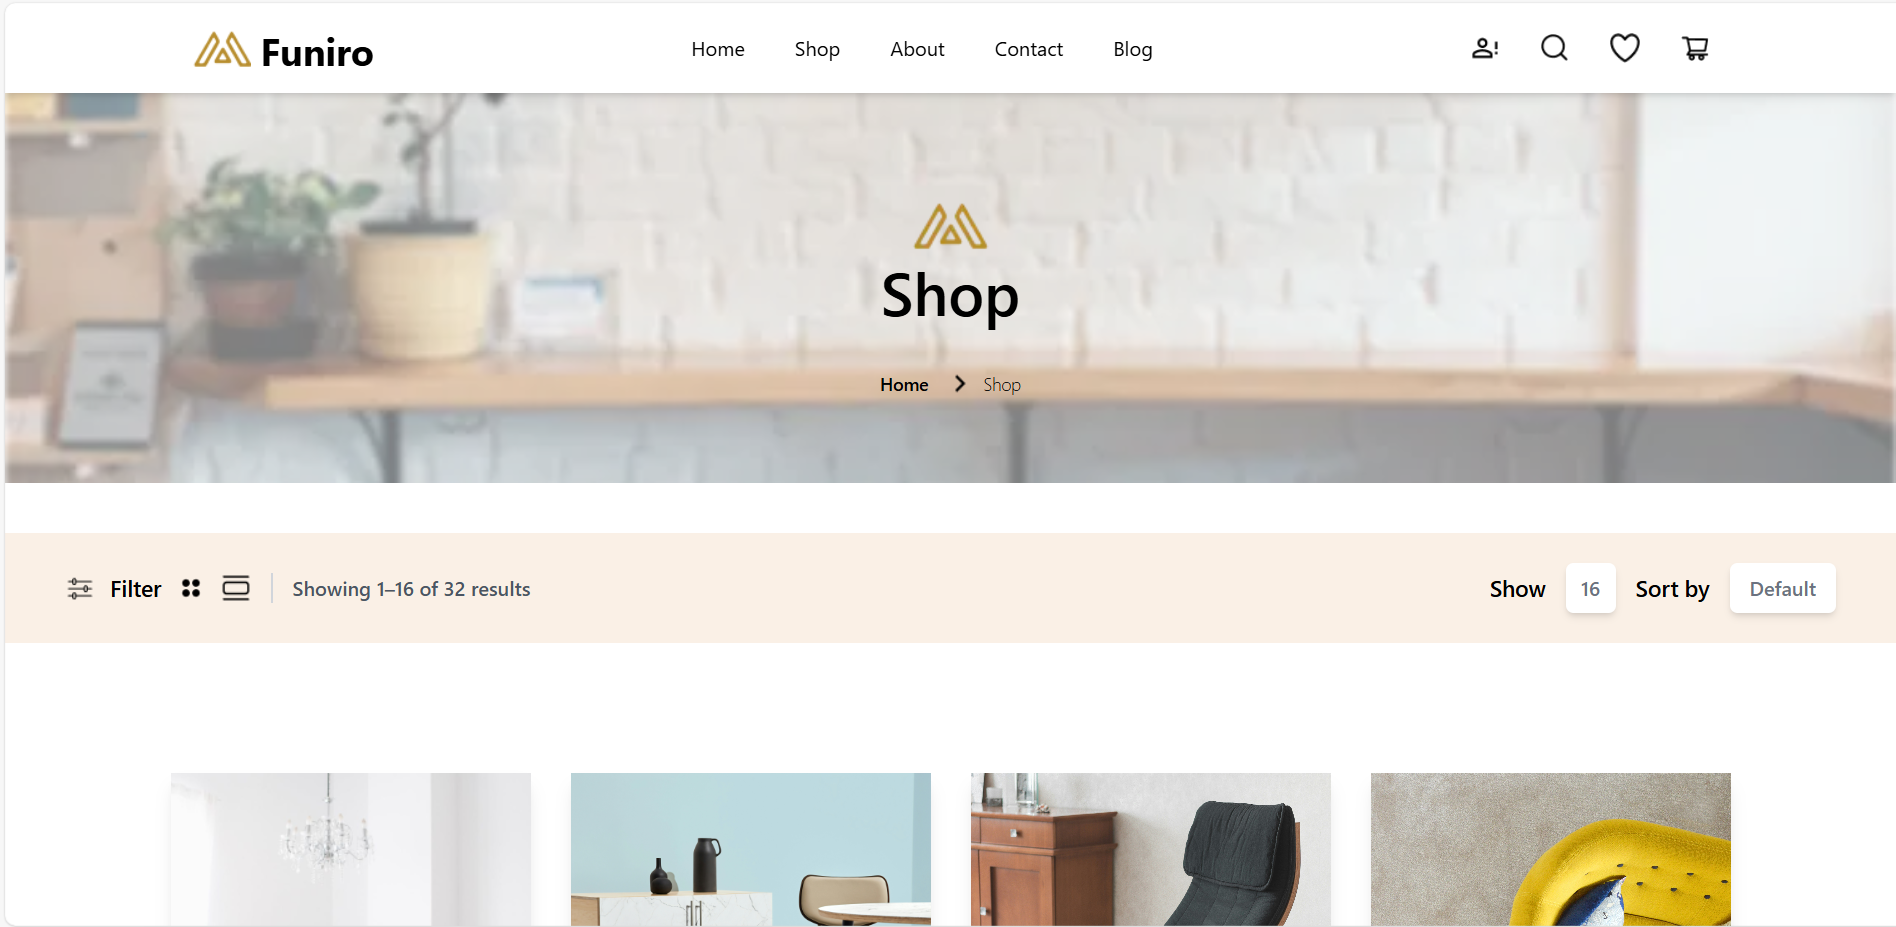 Funiro
Home Shop About Contact Blog
Shop
Home Shop
Filter
Showing 1–16 of 32 results
Show 16 Sort by Default